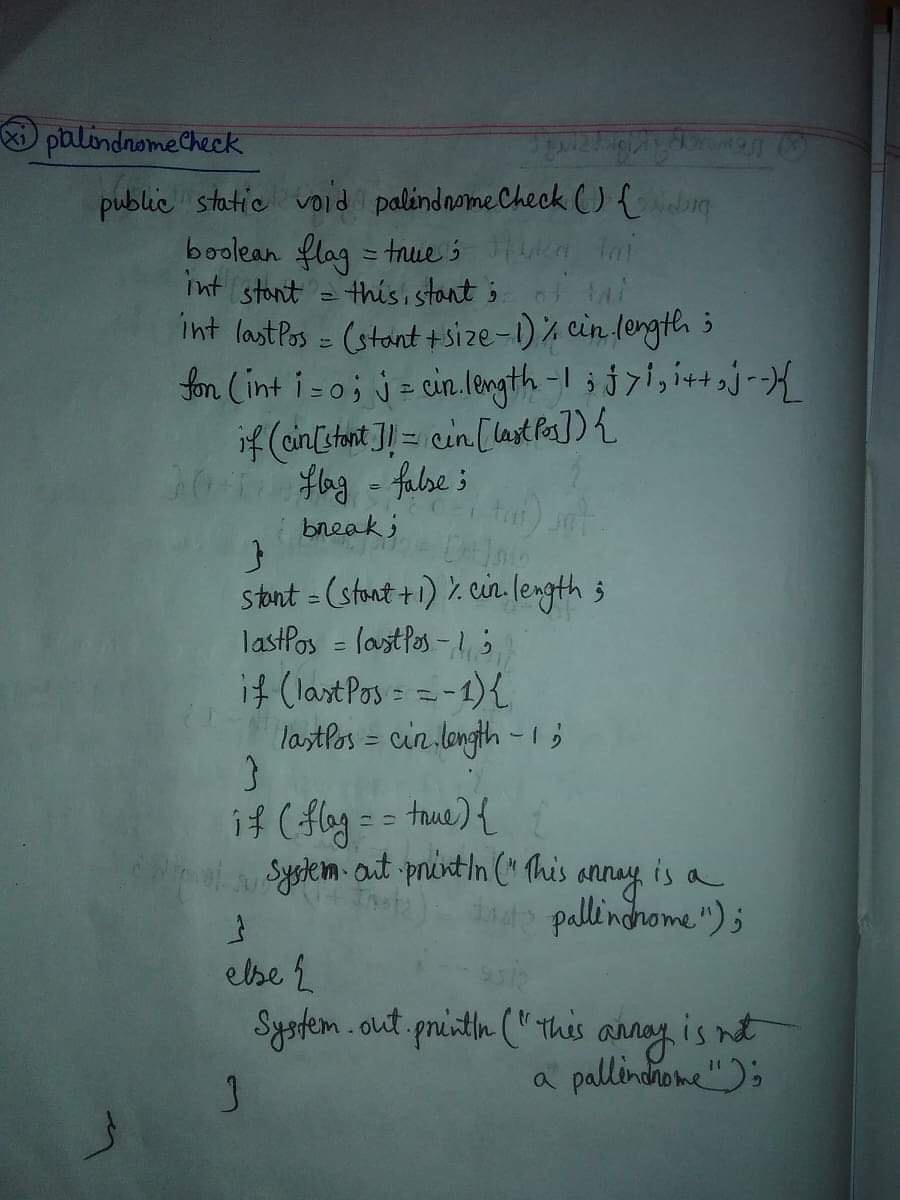 xi) palindromeCheck
public static void palindromeCheck () {
boolean flag = true ;
int start = this.start ;
int lastPos = (start + size - 1) % cir.length ;
for (int i = 0 ; j = cir.length - 1 ; j > i, i++, j--){
if (cir[start] != cir[lastPos]) {
flag = false ;
break ;
}
start = (start + 1) % cir.length ;
lastPos = lastPos - 1 ;
if (lastPos = = -1) {
lastPos = cir.length - 1 ;
}
if (flag = = true) {
System.out.println ("This array is a
pallindrome") ;
}
else {
System.out.println ("This array is not
a pallindrome") ;
}
}